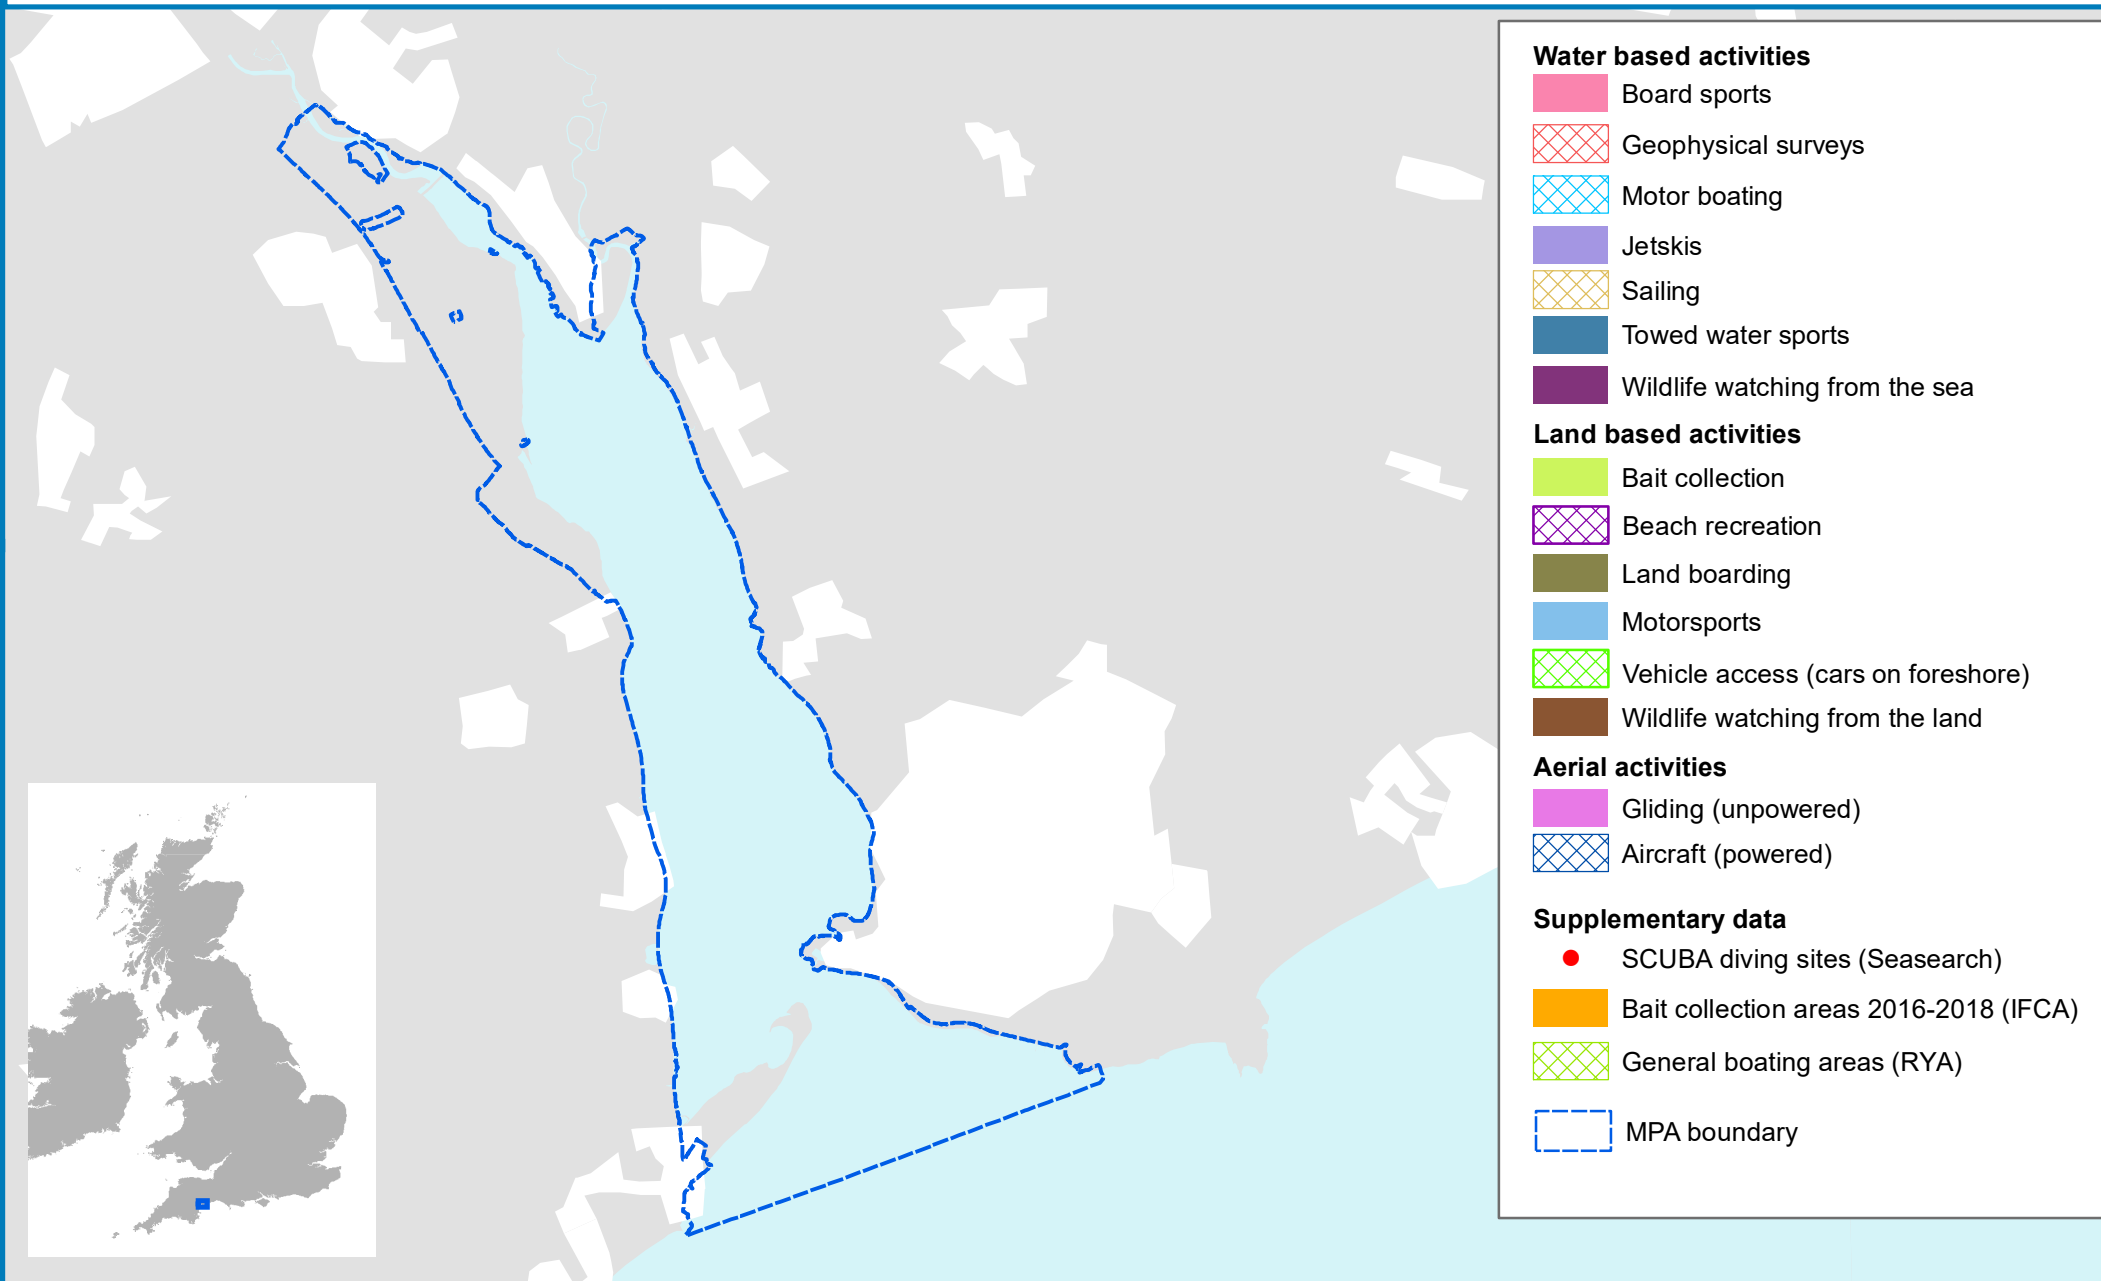 Water based activities
Board sports
Geophysical surveys
Motor boating
Jetskis
Sailing
Towed water sports
Wildlife watching from the sea
Land based activities
Bait collection
Beach recreation
Land boarding
Motorsports
Vehicle access (cars on foreshore)
Wildlife watching from the land
Aerial activities
Gliding (unpowered)
Aircraft (powered)
Supplementary data
SCUBA diving sites (Seasearch)
Bait collection areas 2016-2018 (IFCA)
General boating areas (RYA)
MPA boundary